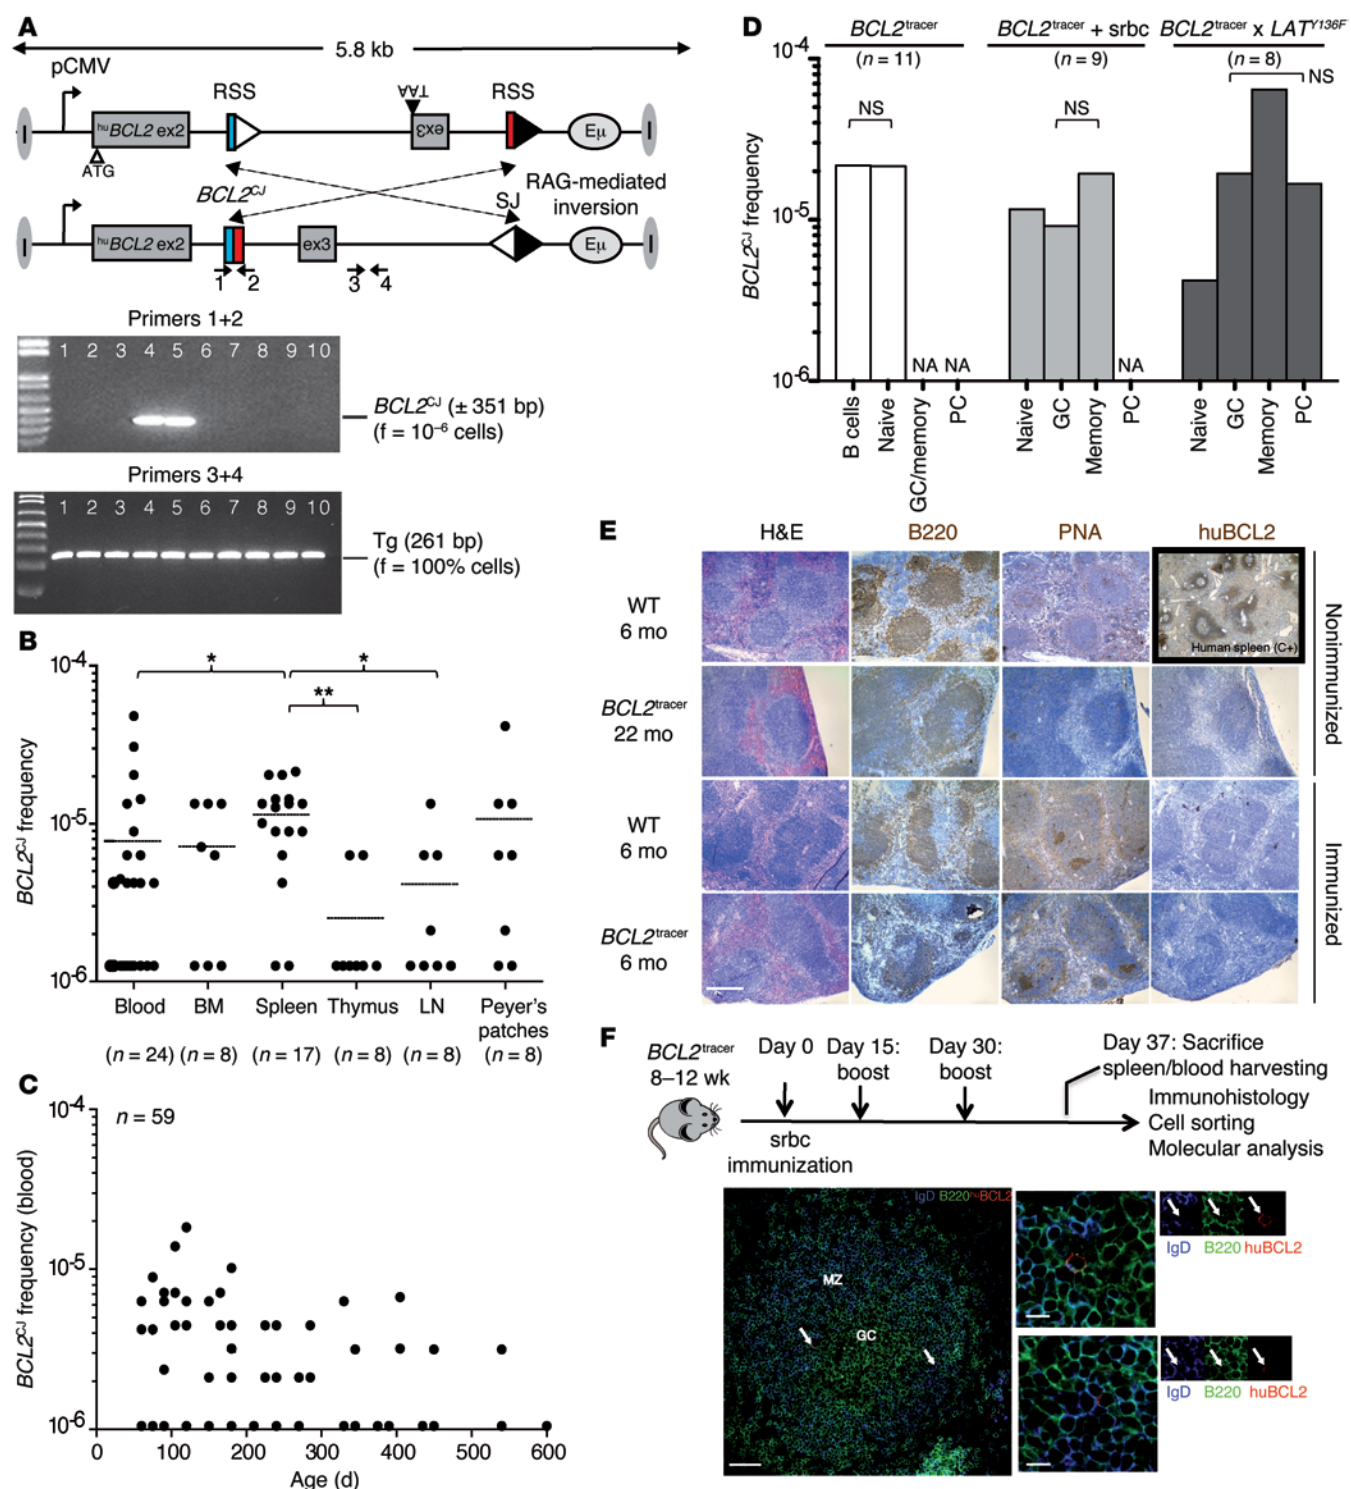 A
5.8 kb
pCMV
RSS
TAA
RSS
huBCL2 ex2
ex3
Eμ
I
I
ATG
BCL2CJ
SJ
RAG-mediated
inversion
I
huBCL2 ex2
ex3
Eμ
I
1 2
3 4
Primers 1+2
1 2 3 4 5 6 7 8 9 10
BCL2CJ (± 351 bp)
(f = 10–6 cells)
Primers 3+4
1 2 3 4 5 6 7 8 9 10
Tg (261 bp)
(f = 100% cells)
B
BCL2CJ frequency
10-4
10-5
10-6
*
**
*
Blood
BM
Spleen
Thymus
LN
Peyer's
patches
(n = 24)
(n = 8)
(n = 17)
(n = 8)
(n = 8)
(n = 8)
C
BCL2CJ frequency (blood)
n = 59
10-4
10-5
10-6
0 100 200 300 400 500 600
Age (d)
D
BCL2tracer
(n = 11)
BCL2tracer + srbc
(n = 9)
BCL2tracer x LATY136F
(n = 8)
BCL2CJ frequency
10-4
10-5
10-6
NS
NS
NS
NA
NA
NA
B cells
Naive
GC/memory
PC
Naive
GC
Memory
PC
Naive
GC
Memory
PC
E
H&E
B220
PNA
huBCL2
WT
6 mo
Human spleen (C+)
BCL2tracer
22 mo
Nonimmunized
WT
6 mo
BCL2tracer
6 mo
Immunized
F
BCL2tracer
8–12 wk
Day 0
Day 15:
boost
Day 30:
boost
Day 37: Sacrifice
spleen/blood harvesting
srbc
immunization
Immunohistology
Cell sorting
Molecular analysis
IgD B220 huBCL2
MZ
GC
IgD B220 huBCL2
IgD B220 huBCL2